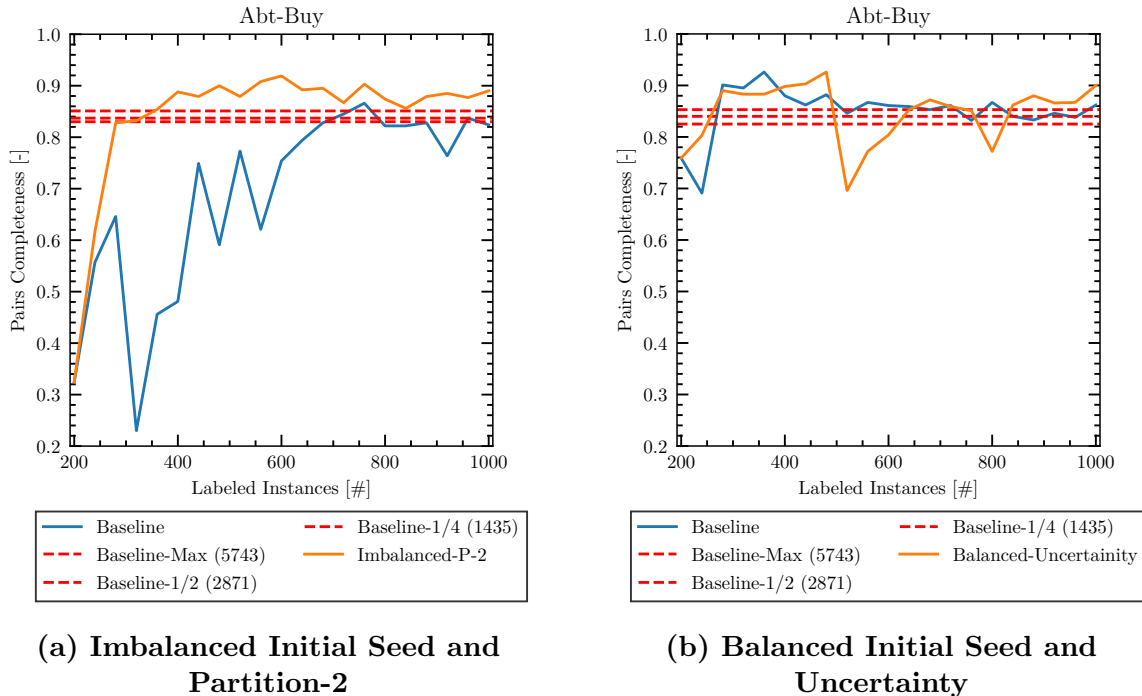 Abt-Buy
1.0
0.9
0.8
0.7
0.6
0.5
0.4
0.3
0.2
Pairs Completeness [-]
200
400
600
800
1000
Labeled Instances [#]
Baseline
Baseline-Max (5743)
Baseline-1/2 (2871)
Baseline-1/4 (1435)
Imbalanced-P-2
(a) Imbalanced Initial Seed and
Partition-2
Abt-Buy
1.0
0.9
0.8
0.7
0.6
0.5
0.4
0.3
0.2
Pairs Completeness [-]
200
400
600
800
1000
Labeled Instances [#]
Baseline
Baseline-Max (5743)
Baseline-1/2 (2871)
Baseline-1/4 (1435)
Balanced-Uncertainity
(b) Balanced Initial Seed and
Uncertainty